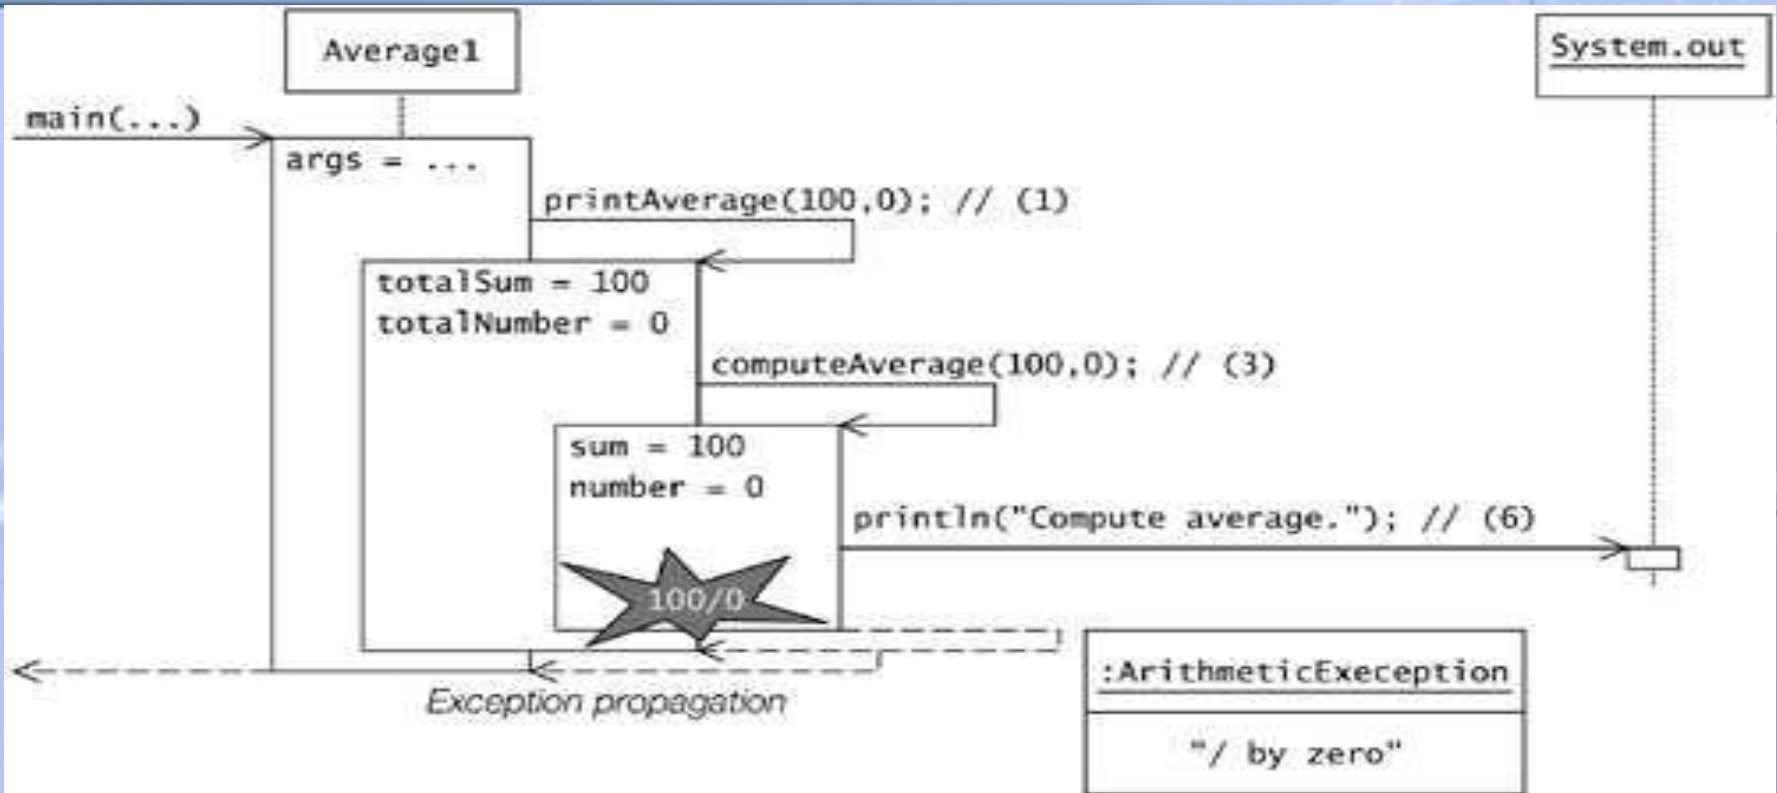 Average1
System.out
main(...)
args = ...
printAverage(100,0); // (1)
totalSum = 100
totalNumber = 0
computeAverage(100,0); // (3)
sum = 100
number = 0
println("Compute average."); // (6)
100/0
:ArithmeticExeception
Exception propagation
"/ by zero"